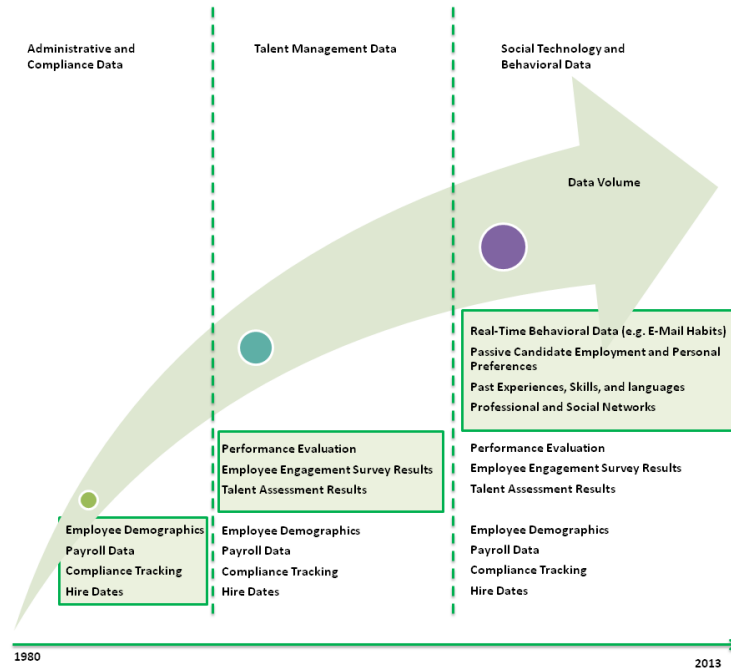 Administrative and
Compliance Data
Talent Management Data
Social Technology and
Behavioral Data
Data Volume
Real-Time Behavioral Data (e.g. E-Mail Habits)
Passive Candidate Employment and Personal
Preferences
Past Experiences, Skills, and languages
Professional and Social Networks
Performance Evaluation
Employee Engagement Survey Results
Talent Assessment Results
Performance Evaluation
Employee Engagement Survey Results
Talent Assessment Results
Employee Demographics
Payroll Data
Compliance Tracking
Hire Dates
Employee Demographics
Payroll Data
Compliance Tracking
Hire Dates
Employee Demographics
Payroll Data
Compliance Tracking
Hire Dates
1980
2013